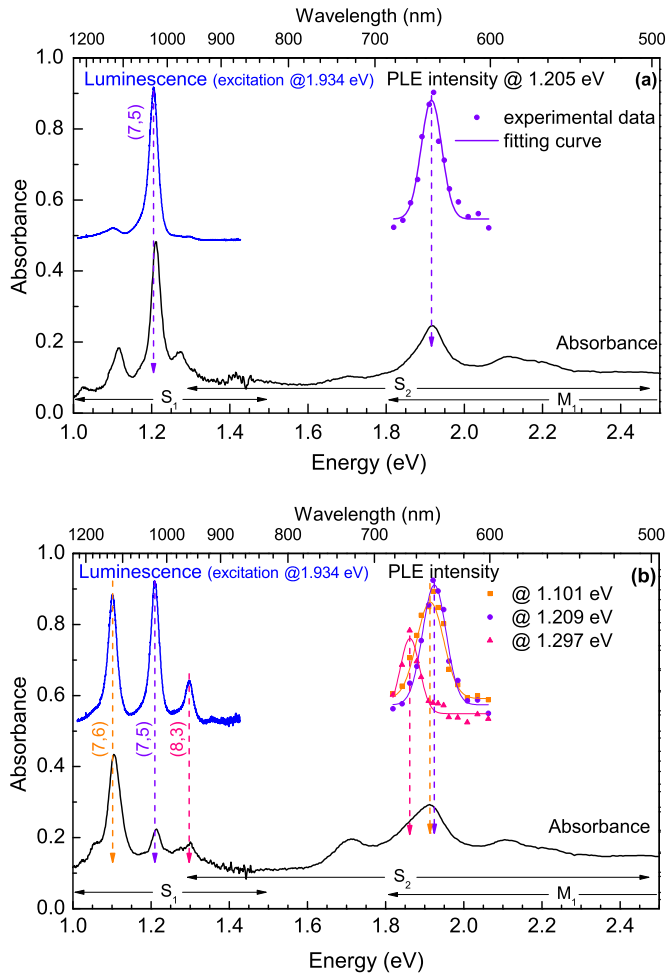 Wavelength (nm)
1200 1100 1000 900 800 700 600 500
1.0
Luminescence (excitation @1.934 eV) PLE intensity @ 1.205 eV (a)
(7,5)
experimental data
fitting curve
0.8
0.6
Absorbance
0.4
0.2
Absorbance
S2
S1
M1
0.0
1.0 1.2 1.4 1.6 1.8 2.0 2.2 2.4
Energy (eV)
Wavelength (nm)
1200 1100 1000 900 800 700 600 500
1.0
Luminescence (excitation @1.934 eV) PLE intensity (b)
@ 1.101 eV
@ 1.209 eV
@ 1.297 eV
0.8
0.6
(7,6) (7,5) (8,3)
Absorbance
0.4
0.2
Absorbance
S2
S1
M1
0.0
1.0 1.2 1.4 1.6 1.8 2.0 2.2 2.4
Energy (eV)